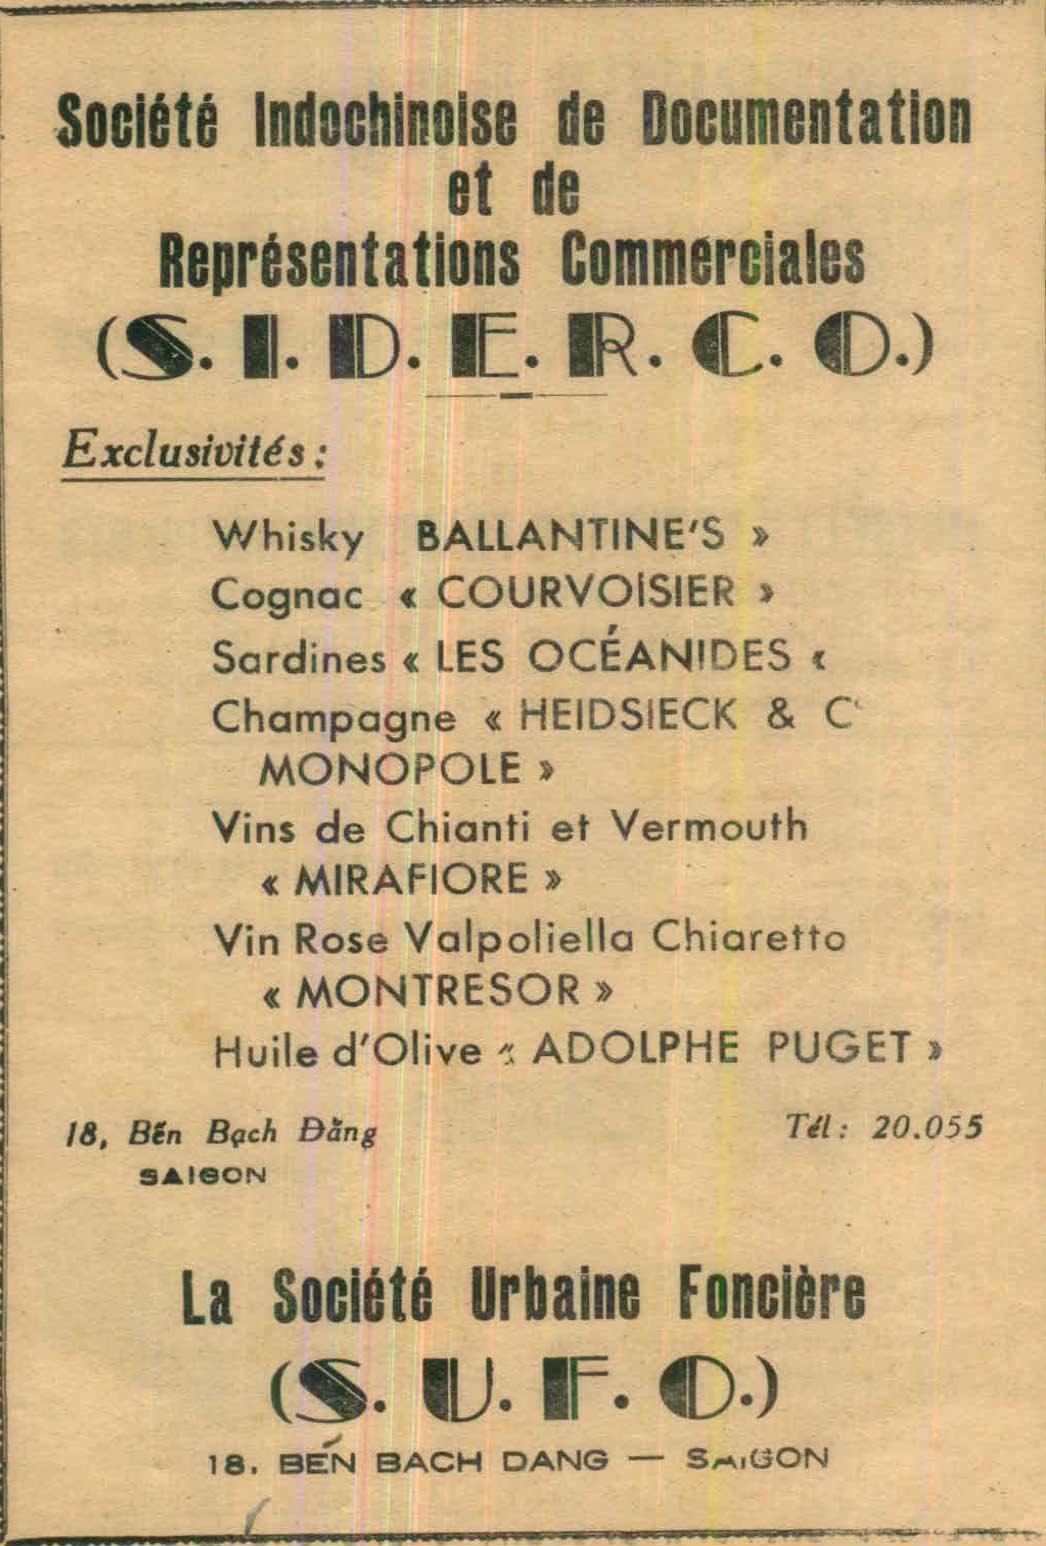 Société Indochinoise de Documentation
et de
Représentations Commerciales
(S. I. D. E. R. C. O.)
Exclusivités :
Whisky BALLANTINE'S »
Cognac « COURVOISIER »
Sardines « LES OCÉANIDES «
Champagne « HEIDSIECK & C
MONOPOLE »
Vins de Chianti et Vermouth
« MIRAFIORE »
Vin Rose Valpoliella Chiaretto
« MONTRESOR »
Huile d'Olive « ADOLPHE PUGET »
18, Bến Bạch Đằng
Tél : 20.055
SAIGON
La Société Urbaine Foncière
(S. U. F. O.)
18. BẾN BACH DANG — SAIGON